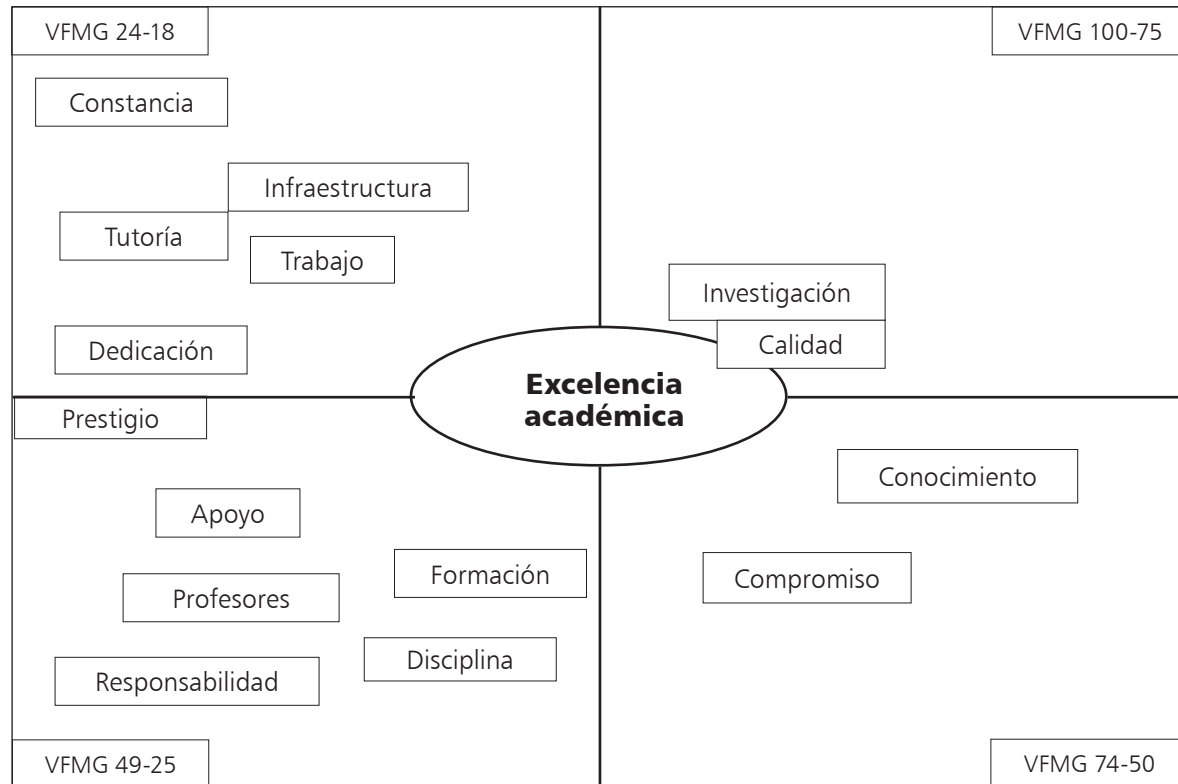 VFMG 24-18
VFMG 100-75
Constancia
Infraestructura
Tutoría
Trabajo
Dedicación
Investigación
Calidad
Excelencia
académica
Prestigio
Apoyo
Formación
Profesores
Disciplina
Responsabilidad
Conocimiento
Compromiso
VFMG 49-25
VFMG 74-50